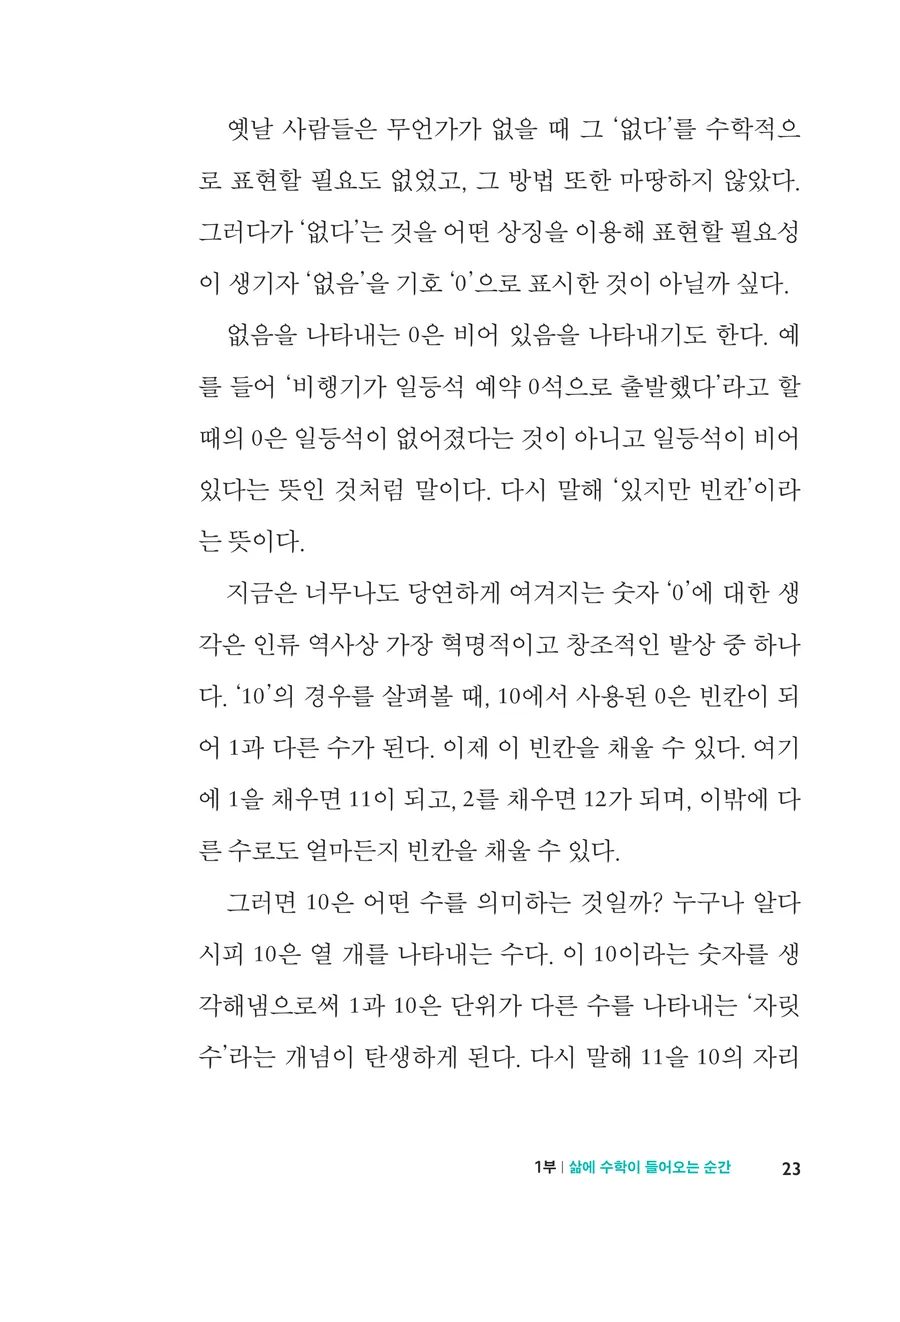 옛날 사람들은 무언가가 없을 때 그 ‘없다’를 수학적으
로 표현할 필요도 없었고, 그 방법 또한 마땅하지 않았다.
그러다가 ‘없다’는 것을 어떤 상징을 이용해 표현할 필요성
이 생기자 ‘없음’을 기호 ‘0’으로 표시한 것이 아닐까 싶다.
없음을 나타내는 0은 비어 있음을 나타내기도 한다. 예
를 들어 ‘비행기가 일등석 예약 0석으로 출발했다’라고 할
때의 0은 일등석이 없어졌다는 것이 아니고 일등석이 비어
있다는 뜻인 것처럼 말이다. 다시 말해 ‘있지만 빈칸’이라
는 뜻이다.
지금은 너무나도 당연하게 여겨지는 숫자 ‘0’에 대한 생
각은 인류 역사상 가장 혁명적이고 창조적인 발상 중 하나
다. ‘10’의 경우를 살펴볼 때, 10에서 사용된 0은 빈칸이 되
어 1과 다른 수가 된다. 이제 이 빈칸을 채울 수 있다. 여기
에 1을 채우면 11이 되고, 2를 채우면 12가 되며, 이밖에 다
른 수로도 얼마든지 빈칸을 채울 수 있다.
그러면 10은 어떤 수를 의미하는 것일까? 누구나 알다
시피 10은 열 개를 나타내는 수다. 이 10이라는 숫자를 생
각해냄으로써 1과 10은 단위가 다른 수를 나타내는 ‘자릿
수’라는 개념이 탄생하게 된다. 다시 말해 11을 10의 자리
1부 | 삶에 수학이 들어오는 순간 23